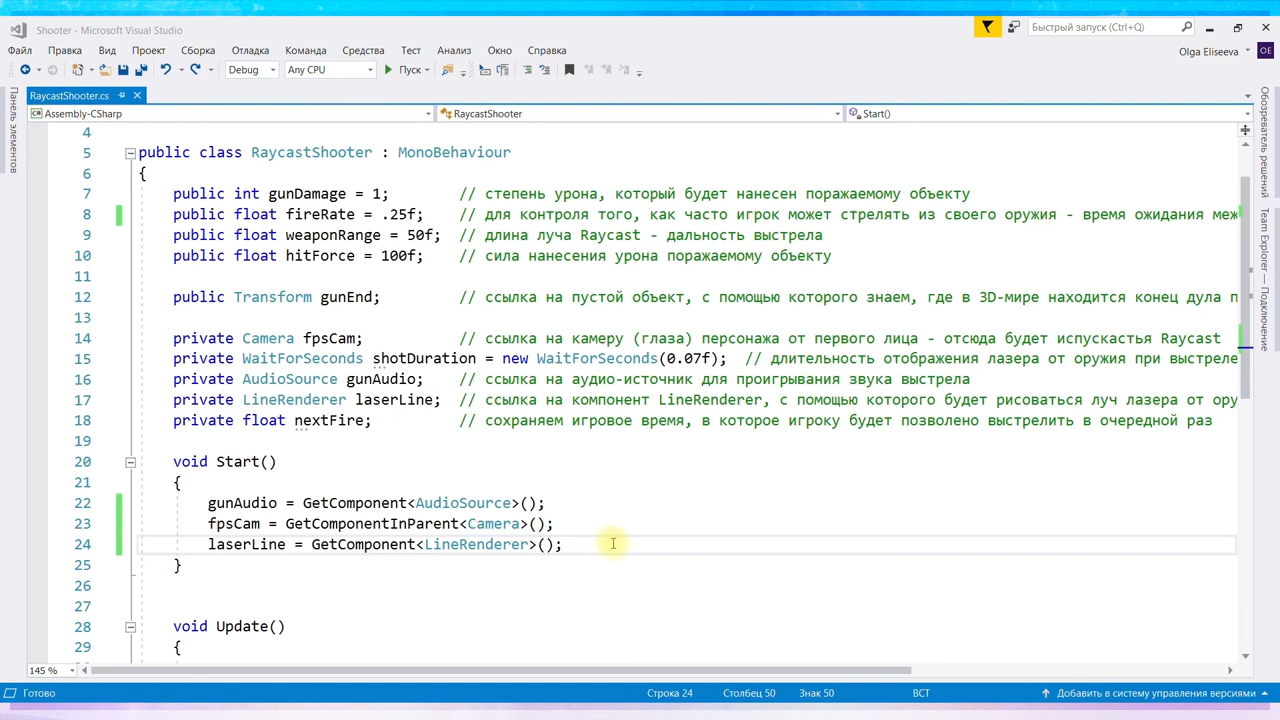 Shooter - Microsoft Visual Studio
Быстрый запуск (Ctrl+Q)
Файл Правка Вид Проект Сборка Отладка Команда Средства Тест Анализ Окно Справка
Olga Eliseeva OE
Debug Any CPU Пуск
RaycastShooter.cs
Assembly-CSharp RaycastShooter Start()
Панель элементов
Обозреватель решений
Team Explorer — Подключение
4
5 public class RaycastShooter : MonoBehaviour
6 {
7 public int gunDamage = 1; // степень урона, который будет нанесен поражаемому объекту
8 public float fireRate = .25f; // для контроля того, как часто игрок может стрелять из своего оружия - время ожидания меж
9 public float weaponRange = 50f; // длина луча Raycast - дальность выстрела
10 public float hitForce = 100f; // сила нанесения урона поражаемому объекту
11
12 public Transform gunEnd; // ссылка на пустой объект, с помощью которого знаем, где в 3D-мире находится конец дула п
13
14 private Camera fpsCam; // ссылка на камеру (глаза) персонажа от первого лица - отсюда будет испускастья Raycast
15 private WaitForSeconds shotDuration = new WaitForSeconds(0.07f); // длительность отображения лазера от оружия при выстреле
16 private AudioSource gunAudio; // ссылка на аудио-источник для проигрывания звука выстрела
17 private LineRenderer laserLine; // ссылка на компонент LineRenderer, с помощью которого будет рисоваться луч лазера от ору
18 private float nextFire; // сохраняем игровое время, в которое игроку будет позволено выстрелить в очередной раз
19
20 void Start()
21 {
22 gunAudio = GetComponent<AudioSource>();
23 fpsCam = GetComponentInParent<Camera>();
24 laserLine = GetComponent<LineRenderer>();
25 }
26
27
28 void Update()
29 {
145 %
Готово Строка 24 Столбец 50 Знак 50 ВСТ Добавить в систему управления версиями